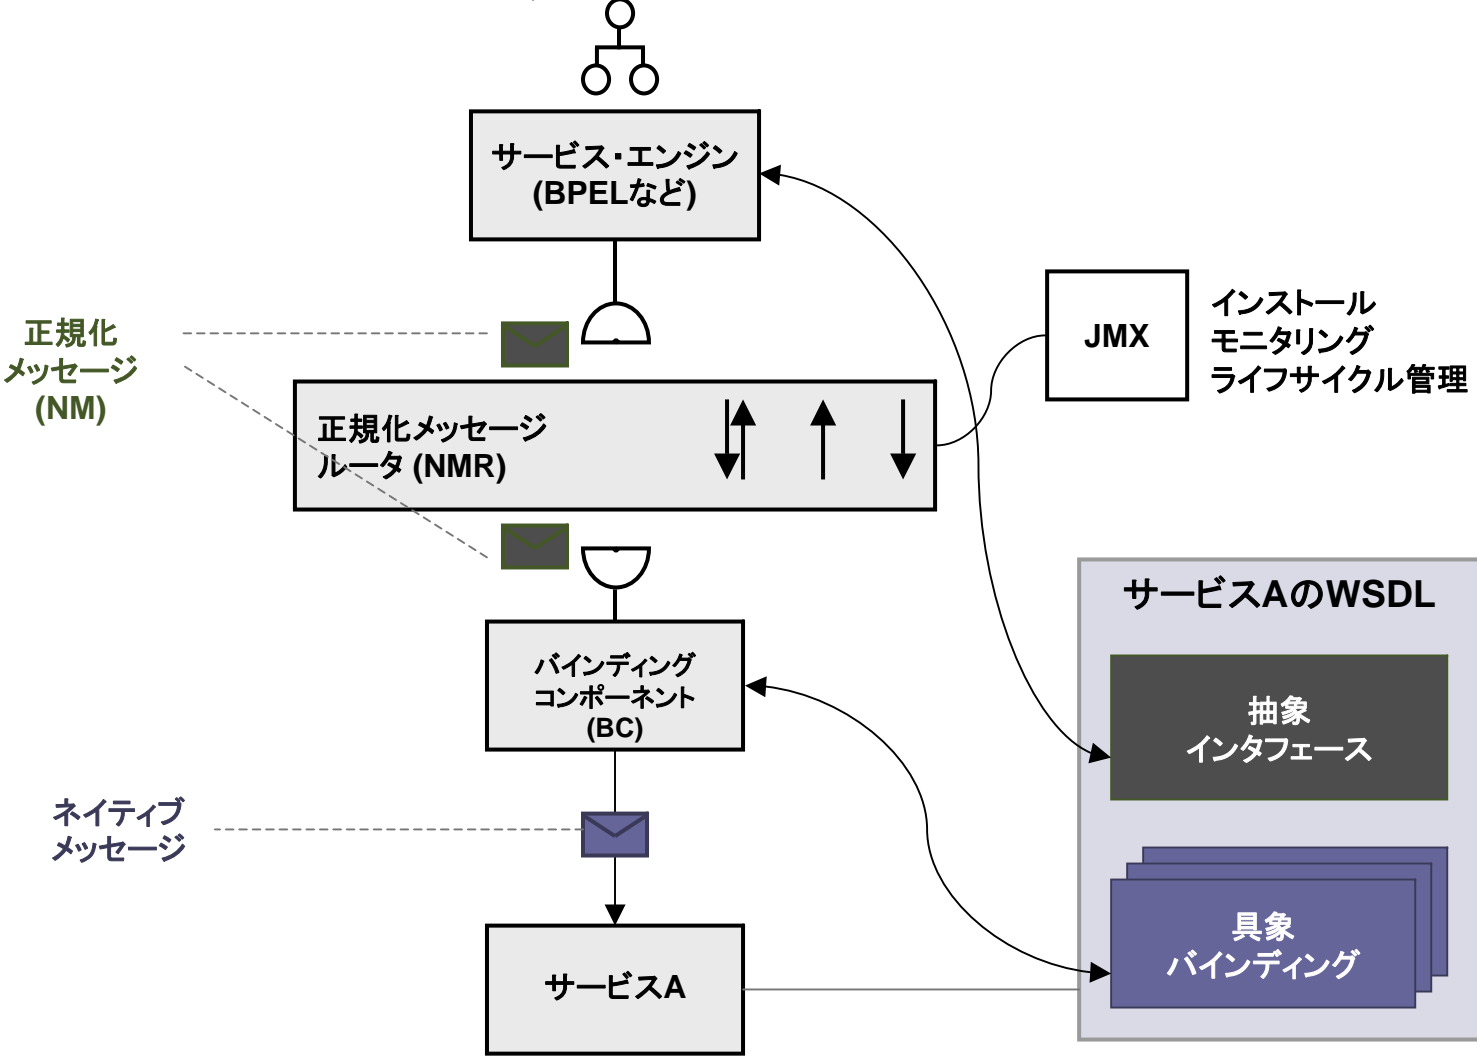 サービス・エンジン
(BPELなど)
正規化
メッセージ
(NM)
JMX
インストール
モニタリング
ライフサイクル管理
正規化メッセージ
ルータ (NMR)
サービスAのWSDL
バインディング
コンポーネント
(BC)
抽象
インタフェース
ネイティブ
メッセージ
具象
バインディング
サービスA